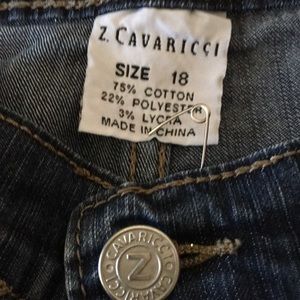 Z. CAVARICCI
SIZE 18
75% COTTON
22% POLYESTER
3% LYCRA
MADE IN CHINA
CAVARICCI
Z
CAVARICCI